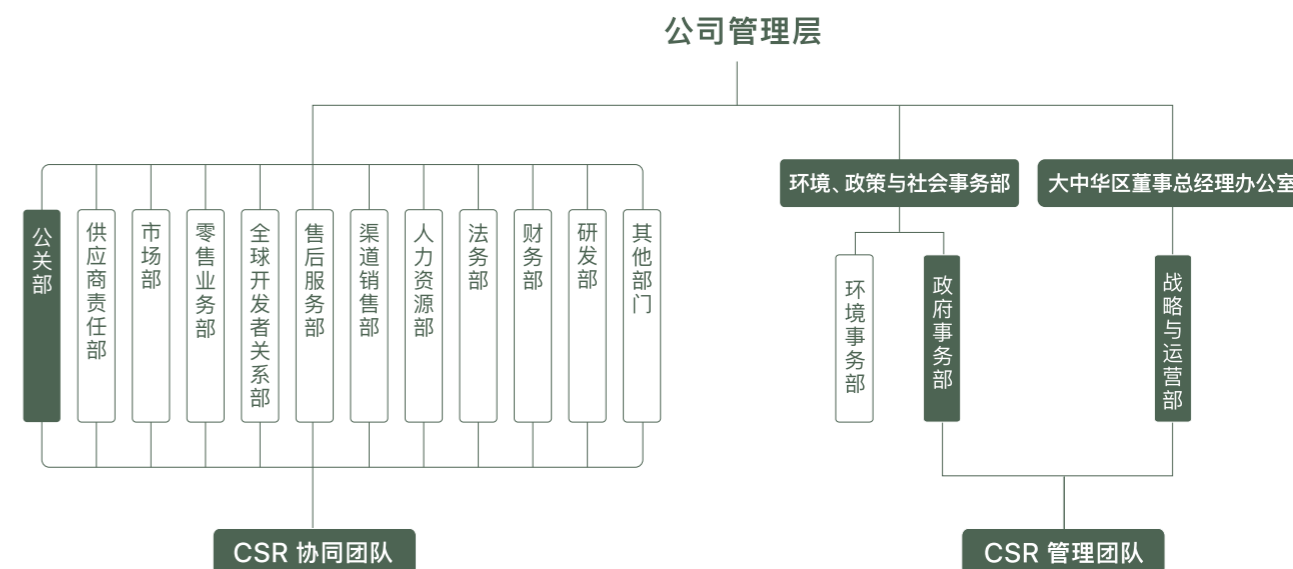 公司管理层
环境、政策与社会事务部
大中华区董事总经理办公室
公关部
供应商责任部
市场部
零售业务部
全球开发者关系部
售后服务部
渠道销售部
人力资源部
法务部
财务部
研发部
其他部门
环境事务部
政府事务部
战略与运营部
CSR 协同团队
CSR 管理团队